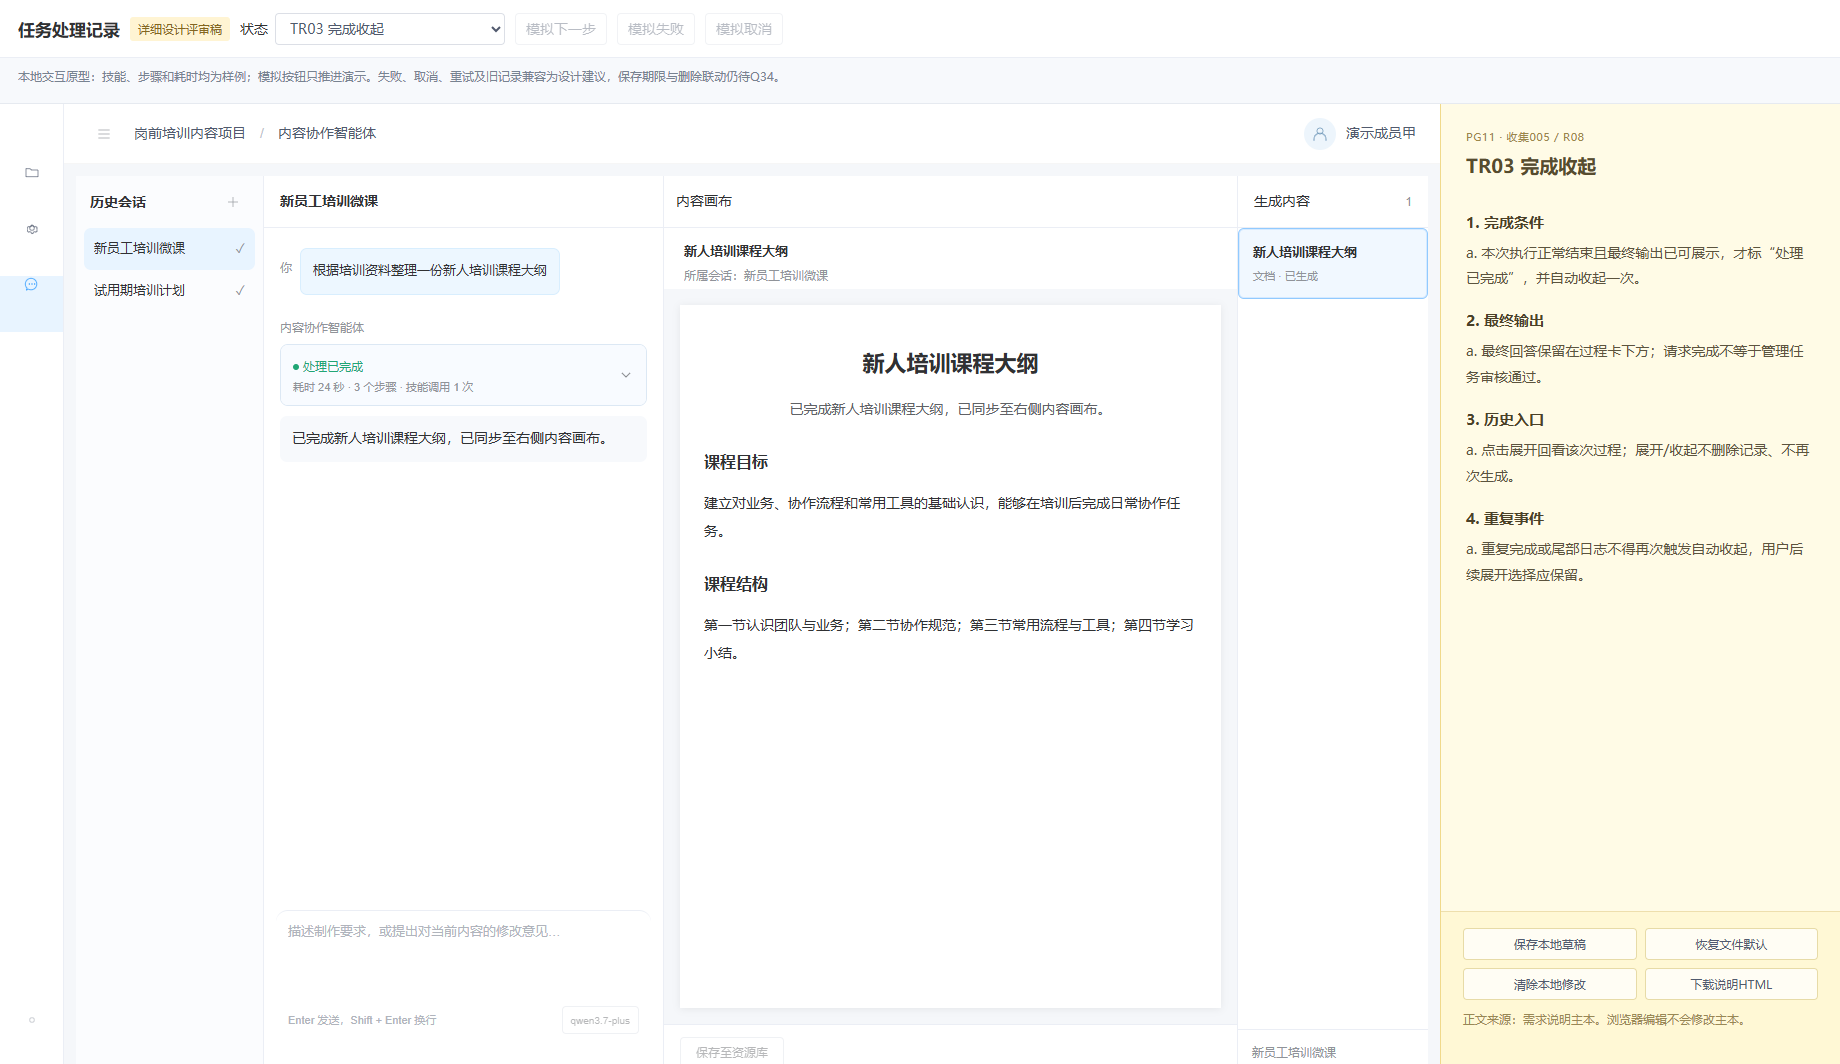 任务处理记录 详细设计评审稿 状态 TR03 完成收起 模拟下一步 模拟失败 模拟取消
本地交互原型：技能、步骤和耗时均为样例；模拟按钮只推进演示。失败、取消、重试及旧记录兼容为设计建议，保存期限与删除联动仍待Q34。
岗前培训内容项目 / 内容协作智能体
演示成员甲
历史会话 +
新员工培训微课
试用期培训计划
新员工培训微课
你 根据培训资料整理一份新人培训课程大纲
内容协作智能体
处理已完成
耗时 24 秒 · 3 个步骤 · 技能调用 1 次
已完成新人培训课程大纲，已同步至右侧内容画布。
描述制作要求，或提出对当前内容的修改意见...
Enter 发送，Shift + Enter 换行 qwen3.7-plus
内容画布
新人培训课程大纲
所属会话：新员工培训微课
新人培训课程大纲
已完成新人培训课程大纲，已同步至右侧内容画布。
课程目标
建立对业务、协作流程和常用工具的基础认识，能够在培训后完成日常协作任
务。
课程结构
第一节认识团队与业务；第二节协作规范；第三节常用流程与工具；第四节学习
小结。
保存至资源库
生成内容 1
新人培训课程大纲
文档 · 已生成
新员工培训微课
PG11 · 收集005 / R08
TR03 完成收起
1. 完成条件
a. 本次执行正常结束且最终输出已可展示，才标“处理
已完成”，并自动收起一次。
2. 最终输出
a. 最终回答保留在过程卡下方；请求完成不等于管理任
务审核通过。
3. 历史入口
a. 点击展开回看该次过程；展开/收起不删除记录、不再
次生成。
4. 重复事件
a. 重复完成或尾部日志不得再次触发自动收起，用户后
续展开选择应保留。
保存本地草稿 恢复文件默认
清除本地修改 下载说明HTML
正文来源：需求说明主本。浏览器编辑不会修改主本。